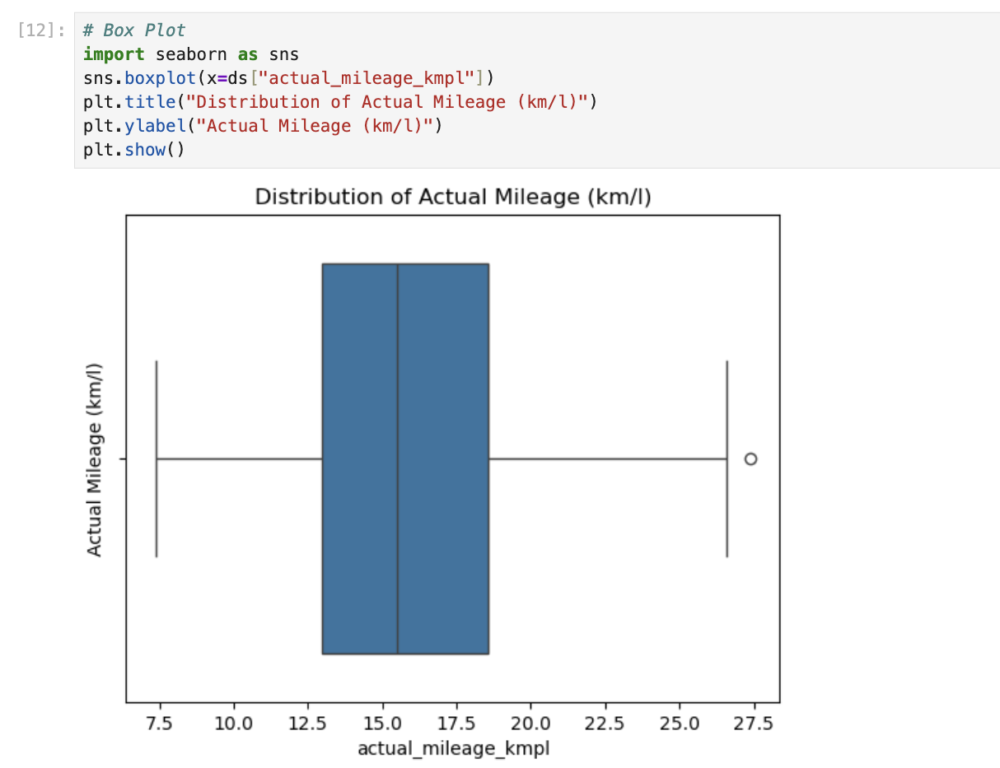 [12]: # Box Plot
import seaborn as sns
sns.boxplot(x=ds["actual_mileage_kmpl"])
plt.title("Distribution of Actual Mileage (km/l)")
plt.ylabel("Actual Mileage (km/l)")
plt.show()
Distribution of Actual Mileage (km/l)
Actual Mileage (km/l)
7.5 10.0 12.5 15.0 17.5 20.0 22.5 25.0 27.5
actual_mileage_kmpl